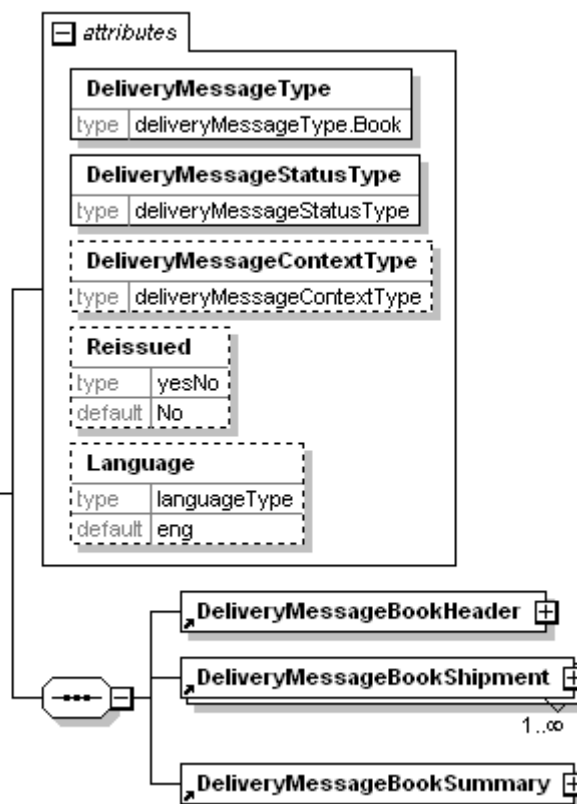 attributes
DeliveryMessageType
type deliveryMessageType.Book
DeliveryMessageStatusType
type deliveryMessageStatusType
DeliveryMessageContextType
type deliveryMessageContextType
Reissued
type yesNo
default No
Language
type languageType
default eng
DeliveryMessageBookHeader
DeliveryMessageBookShipment
1..∞
DeliveryMessageBookSummary